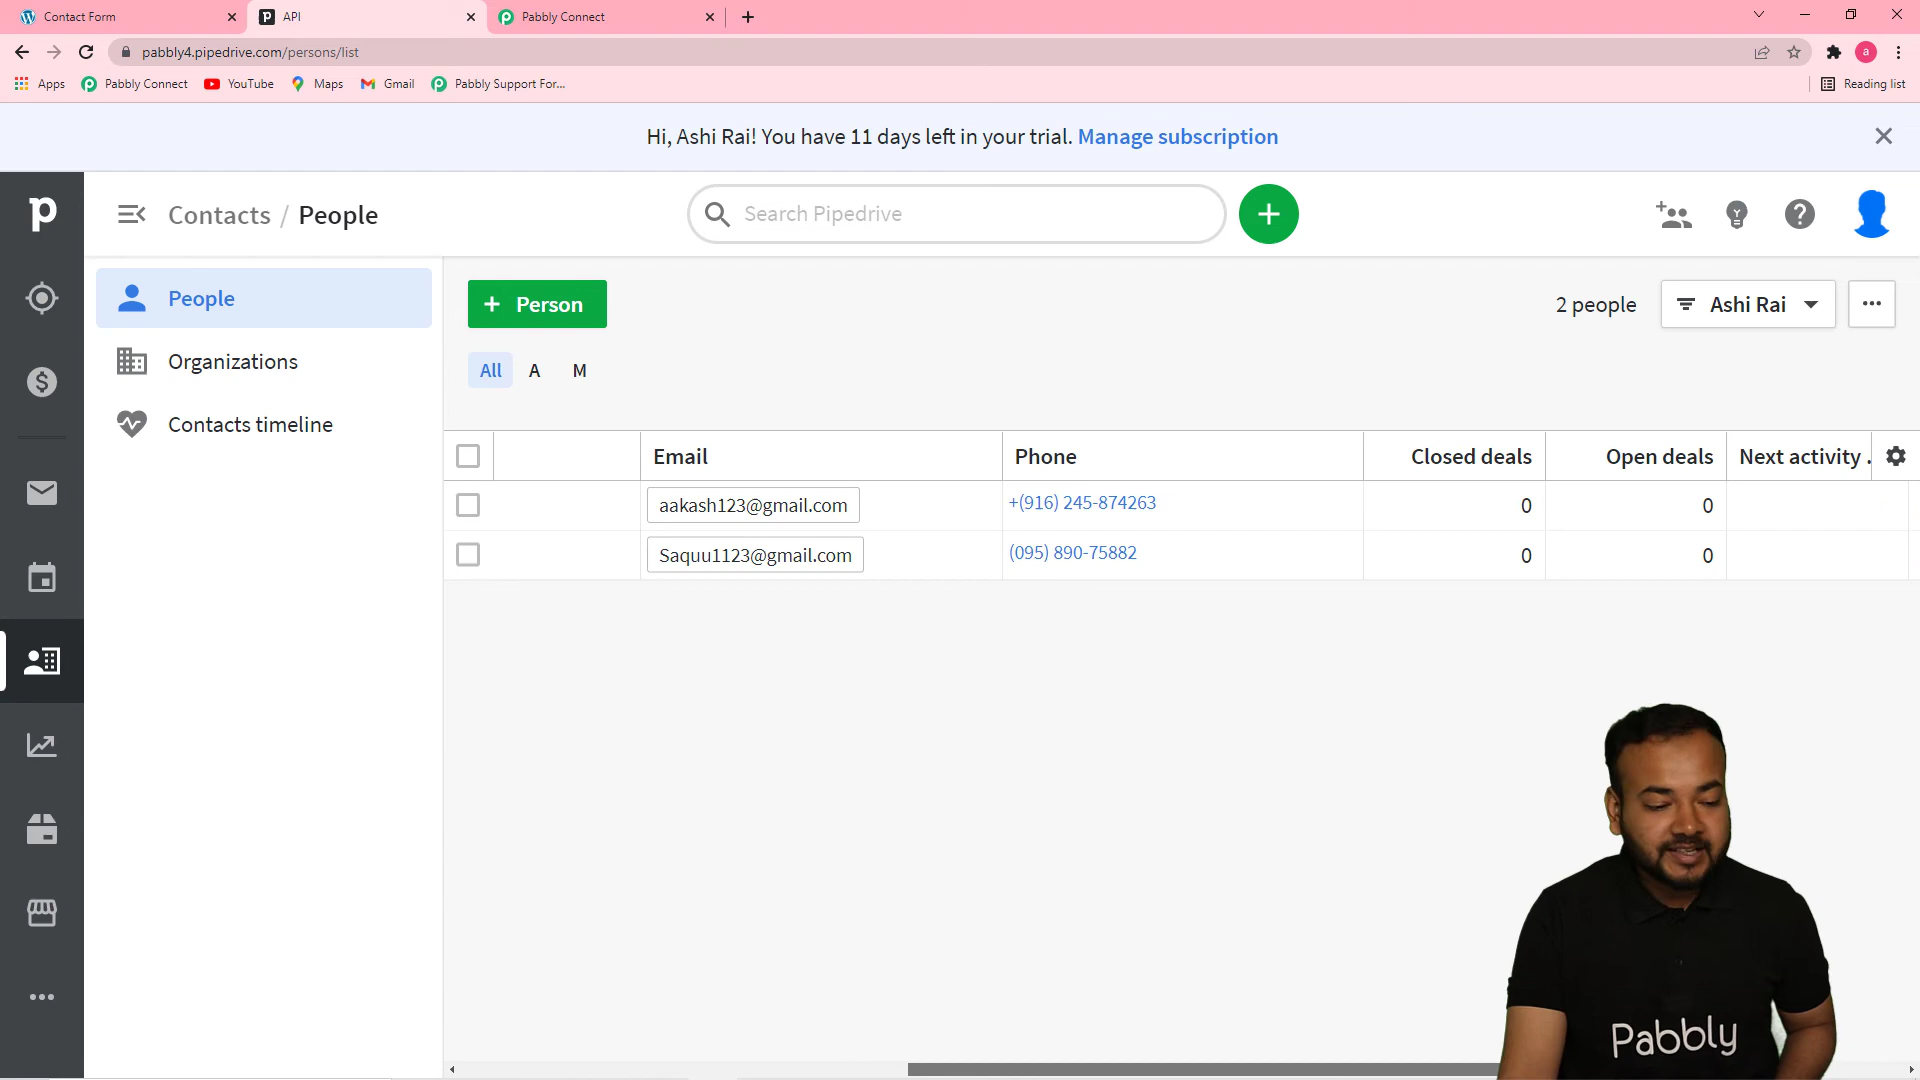 Contact Form
API
Pabbly Connect
pabbly4.pipedrive.com/persons/list
a
Apps
Pabbly Connect
YouTube
Maps
Gmail
Pabbly Support For...
Reading list
Hi, Ashi Rai! You have 11 days left in your trial. Manage subscription
Contacts / People
Search Pipedrive
People
Organizations
Contacts timeline
+ Person
2 people
Ashi Rai
All A M
Email Phone Closed deals Open deals Next activity .
aakash123@gmail.com +(916) 245-874263 0 0
Saquu1123@gmail.com (095) 890-75882 0 0
Pabbly